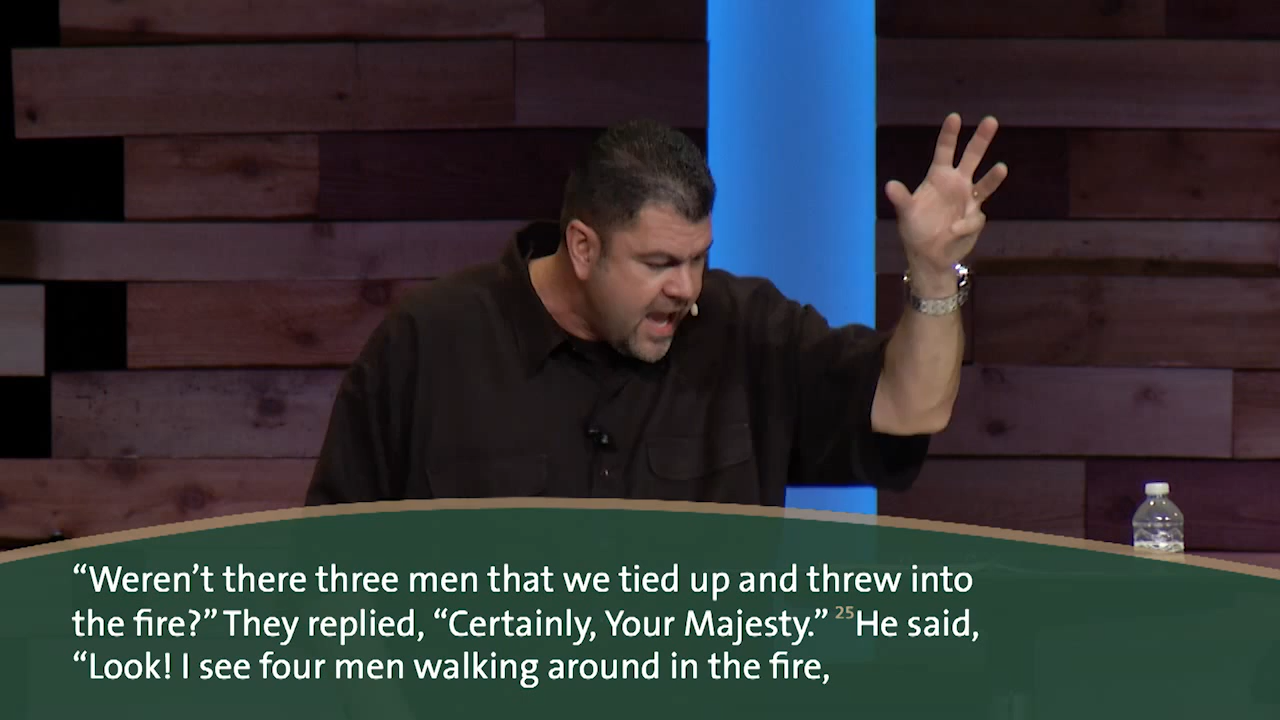 “Weren’t there three men that we tied up and threw into
the fire?” They replied, “Certainly, Your Majesty.” 25 He said,
“Look! I see four men walking around in the fire,